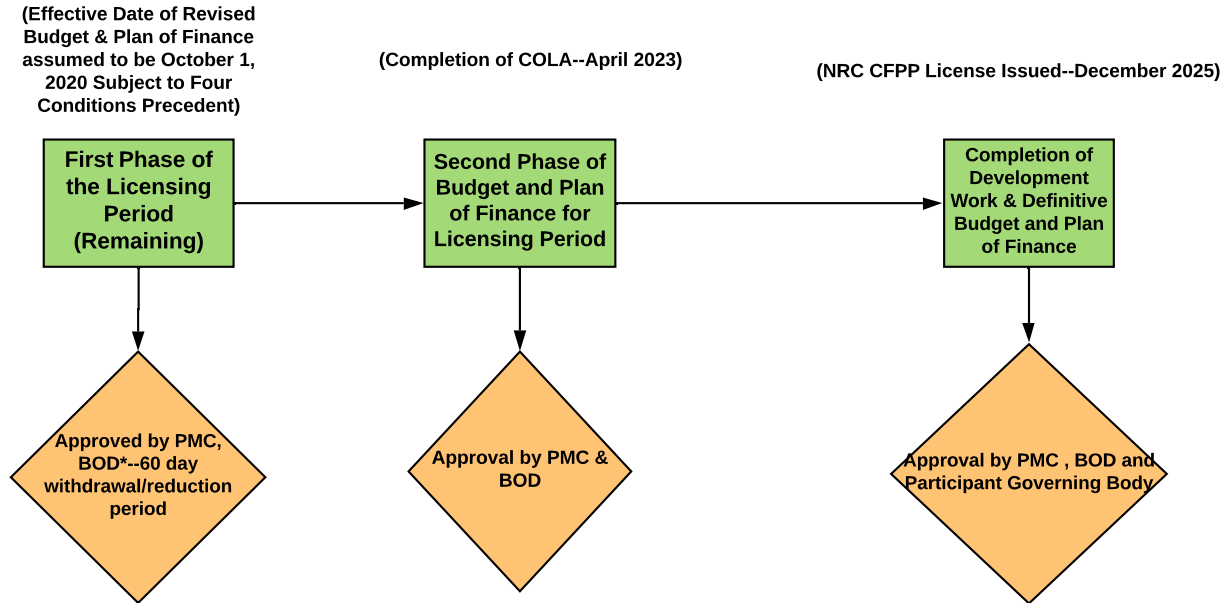 (Effective Date of Revised
Budget & Plan of Finance
assumed to be October 1,
2020 Subject to Four
Conditions Precedent)
(Completion of COLA--April 2023)
(NRC CFPP License Issued--December 2025)
First Phase of
the Licensing
Period
(Remaining)
Second Phase of
Budget and Plan
of Finance for
Licensing Period
Completion of
Development
Work & Definitive
Budget and Plan
of Finance
Approved by PMC,
BOD*--60 day
withdrawal/reduction
period
Approval by PMC &
BOD
Approval by PMC , BOD and
Participant Governing Body